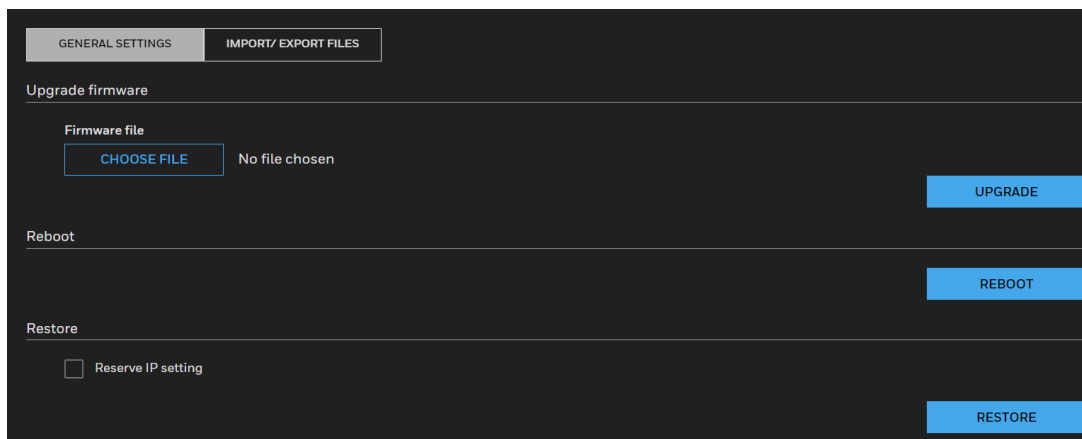 GENERAL SETTINGS IMPORT/ EXPORT FILES
Upgrade firmware
Firmware file
CHOOSE FILE No file chosen
UPGRADE
Reboot
REBOOT
Restore
Reserve IP setting
RESTORE